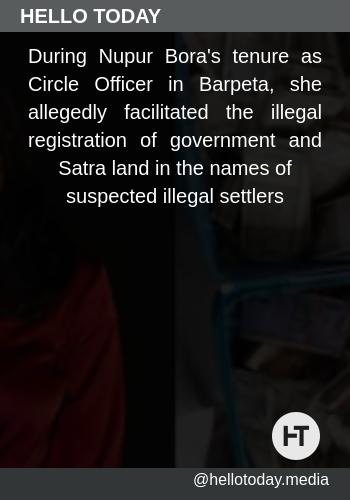 HELLO TODAY
During Nupur Bora's tenure as
Circle Officer in Barpeta, she
allegedly facilitated the illegal
registration of government and
Satra land in the names of
suspected illegal settlers
HT
@hellotoday.media